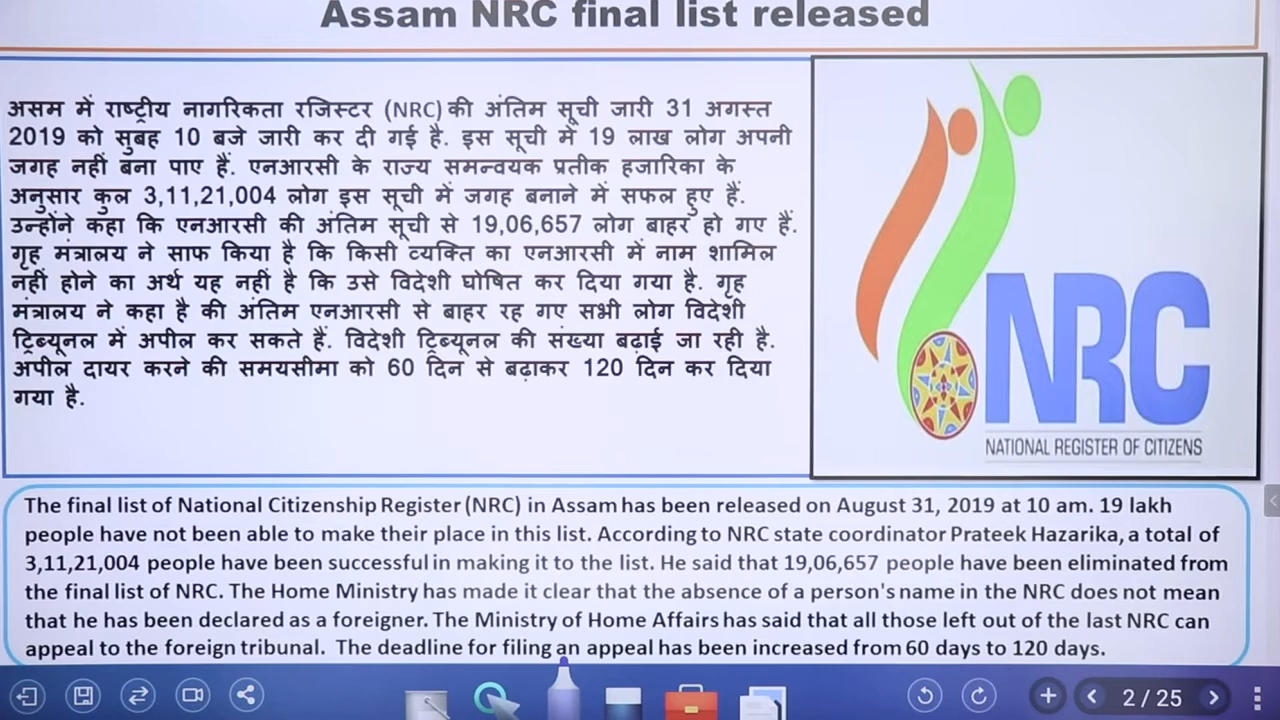 Assam NRC final list released
असम में राष्ट्रीय नागरिकता रजिस्टर (NRC) की अंतिम सूची जारी 31 अगस्त
2019 को सुबह 10 बजे जारी कर दी गई है. इस सूची में 19 लाख लोग अपनी
जगह नहीं बना पाए हैं. एनआरसी के राज्य समन्वयक प्रतीक हजारिका के
अनुसार कुल 3,11,21,004 लोग इस सूची में जगह बनाने में सफल हुए हैं.
उन्होंने कहा कि एनआरसी की अंतिम सूची से 19,06,657 लोग बाहर हो गए हैं.
गृह मंत्रालय ने साफ किया है कि किसी व्यक्ति का एनआरसी में नाम शामिल
नहीं होने का अर्थ यह नहीं है कि उसे विदेशी घोषित कर दिया गया है. गृह
मंत्रालय ने कहा है की अंतिम एनआरसी से बाहर रह गए सभी लोग विदेशी
ट्रिब्यूनल में अपील कर सकते हैं. विदेशी ट्रिब्यूनल की संख्या बढ़ाई जा रही है.
अपील दायर करने की समयसीमा को 60 दिन से बढ़ाकर 120 दिन कर दिया
गया है.
NRC
NATIONAL REGISTER OF CITIZENS
The final list of National Citizenship Register (NRC) in Assam has been released on August 31, 2019 at 10 am. 19 lakh
people have not been able to make their place in this list. According to NRC state coordinator Prateek Hazarika, a total of
3,11,21,004 people have been successful in making it to the list. He said that 19,06,657 people have been eliminated from
the final list of NRC. The Home Ministry has made it clear that the absence of a person's name in the NRC does not mean
that he has been declared as a foreigner. The Ministry of Home Affairs has said that all those left out of the last NRC can
appeal to the foreign tribunal. The deadline for filing an appeal has been increased from 60 days to 120 days.
2 / 25